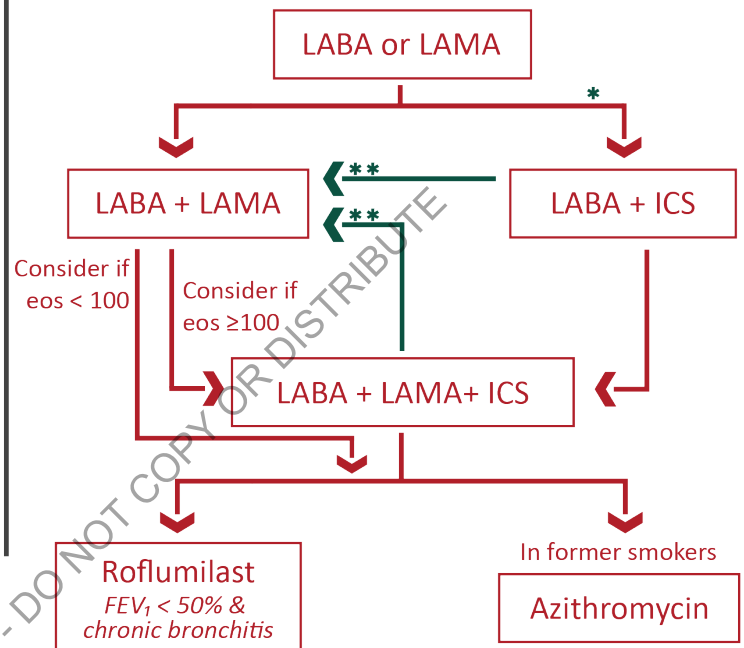 LABA or LAMA
*
LABA + LAMA
**
**
LABA + ICS
Consider if
eos < 100
Consider if
eos ≥100
LABA + LAMA+ ICS
Roflumilast
FEV₁ < 50% &
chronic bronchitis
In former smokers
Azithromycin
- DO NOT COPY OR DISTRIBUTE